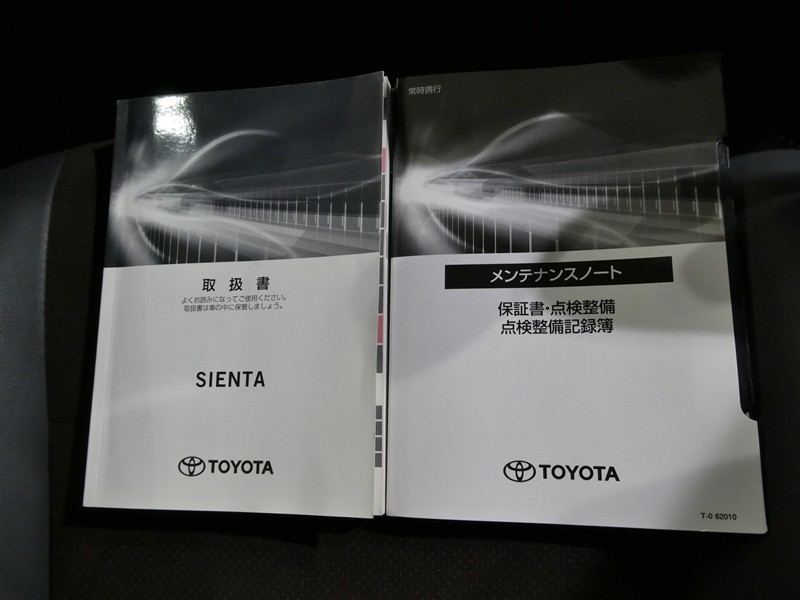 取扱書
よくお読みになってご使用ください。
取扱書は車の中に保管しましょう。
SIENTA
TOYOTA
常時携行
メンテナンスノート
保証書・点検整備
点検整備記録簿
TOYOTA
T-0 62010